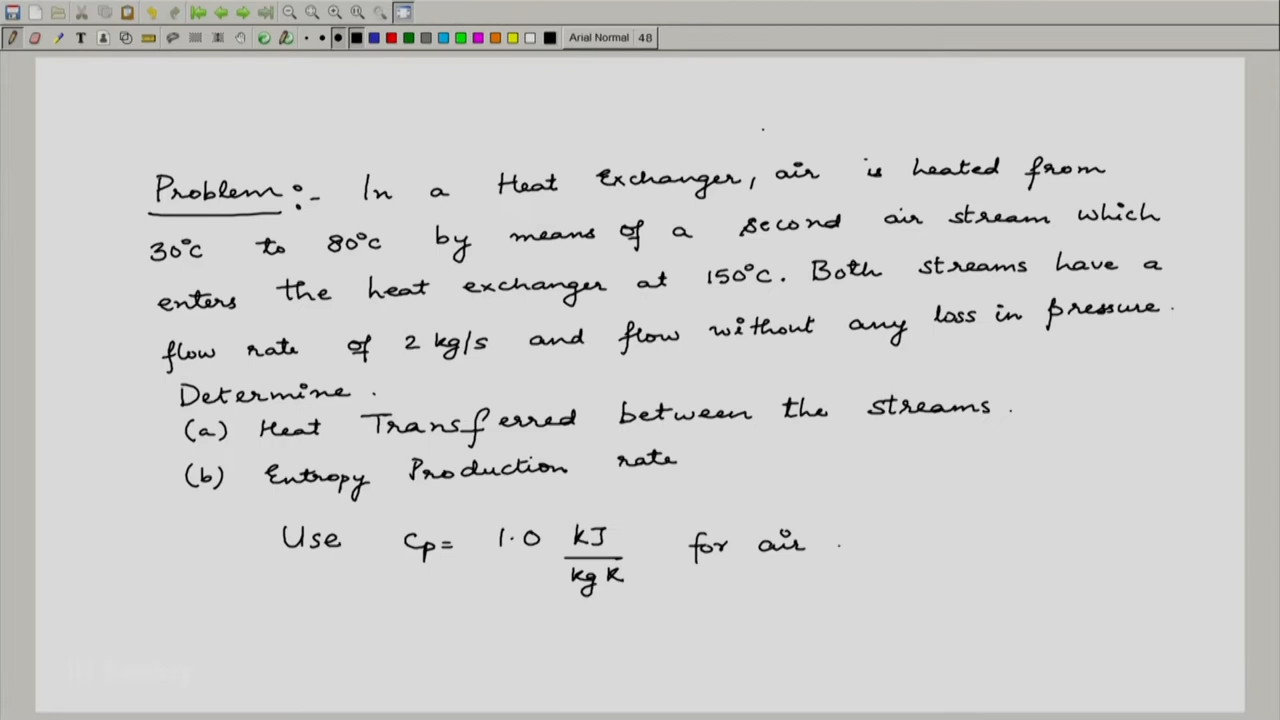 Arial Normal 48
Problem :- In a Heat Exchanger, air is heated from
30°c to 80°c by means of a second air stream which
enters the heat exchanger at 150°c. Both streams have a
flow rate of 2 kg/s and flow without any loss in pressure.
Determine.
(a) Heat Transferred between the streams.
(b) Entropy Production rate
Use Cp= 1.0 kJ/kg K for air.